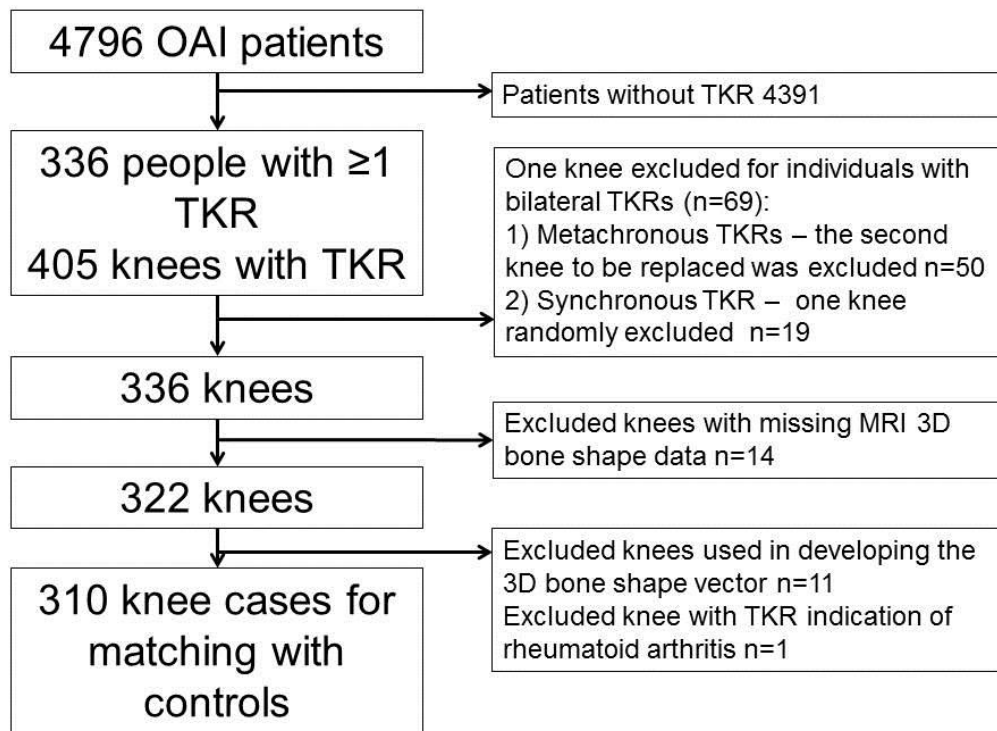 4796 OAI patients
Patients without TKR 4391
336 people with ≥1
TKR
405 knees with TKR
One knee excluded for individuals with
bilateral TKRs (n=69):
1) Metachronous TKRs – the second
knee to be replaced was excluded n=50
2) Synchronous TKR – one knee
randomly excluded n=19
336 knees
Excluded knees with missing MRI 3D
bone shape data n=14
322 knees
Excluded knees used in developing the
3D bone shape vector n=11
Excluded knee with TKR indication of
rheumatoid arthritis n=1
310 knee cases for
matching with
controls